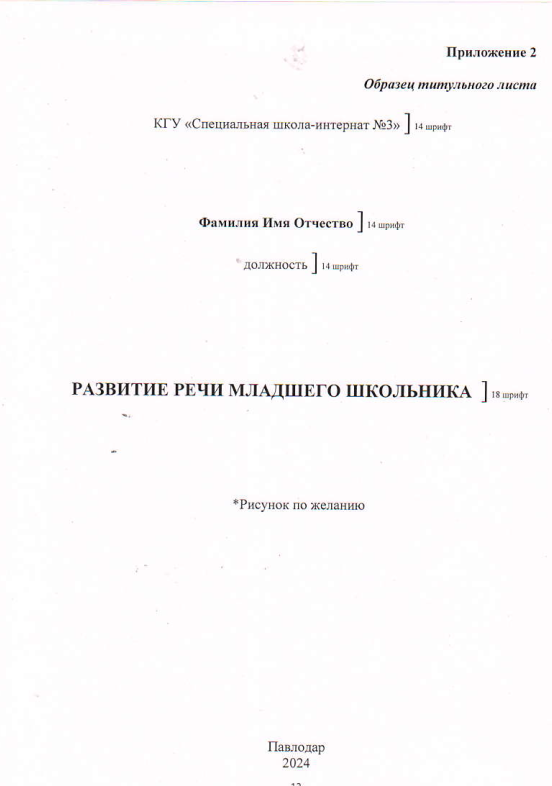 Приложение 2
Образец титульного листа
КГУ «Специальная школа-интернат №3» ] 14 шрифт
Фамилия Имя Отчество ] 14 шрифт
должность ] 14 шрифт
РАЗВИТИЕ РЕЧИ МЛАДШЕГО ШКОЛЬНИКА ] 18 шрифт
*Рисунок по желанию
Павлодар
2024